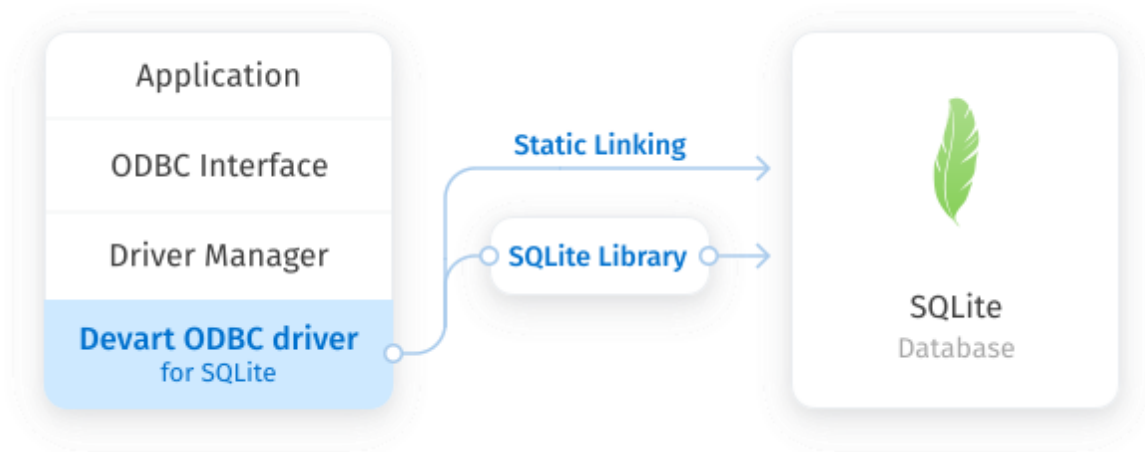 Application
ODBC Interface
Driver Manager
Devart ODBC driver
for SQLite
Static Linking
SQLite Library
SQLite
Database